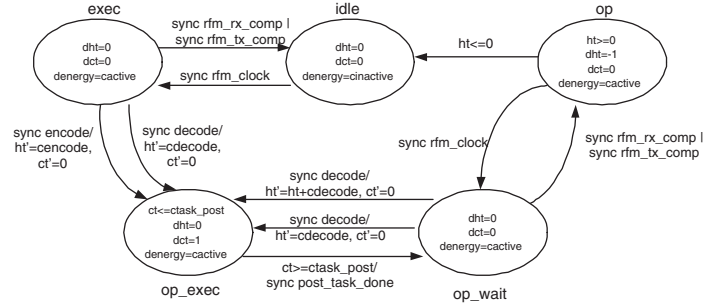 exec
idle
op
sync rfm_rx_comp |
sync rfm_tx_comp
dht=0
dct=0
denergy=cactive
dht=0
dct=0
denergy=cinactive
ht>=0
dht=-1
dct=0
denergy=cactive
ht<=0
sync rfm_clock
sync encode/
ht'=cencode,
ct'=0
sync decode/
ht'=cdecode,
ct'=0
sync rfm_clock
sync rfm_rx_comp |
sync rfm_tx_comp
sync decode/
ht'=ht+cdecode, ct'=0
sync decode/
ht'=cdecode, ct'=0
ct<=ctask_post
dht=0
dct=1
denergy=cactive
dht=0
dct=0
denergy=cactive
ct>=ctask_post/
sync post_task_done
op_exec
op_wait